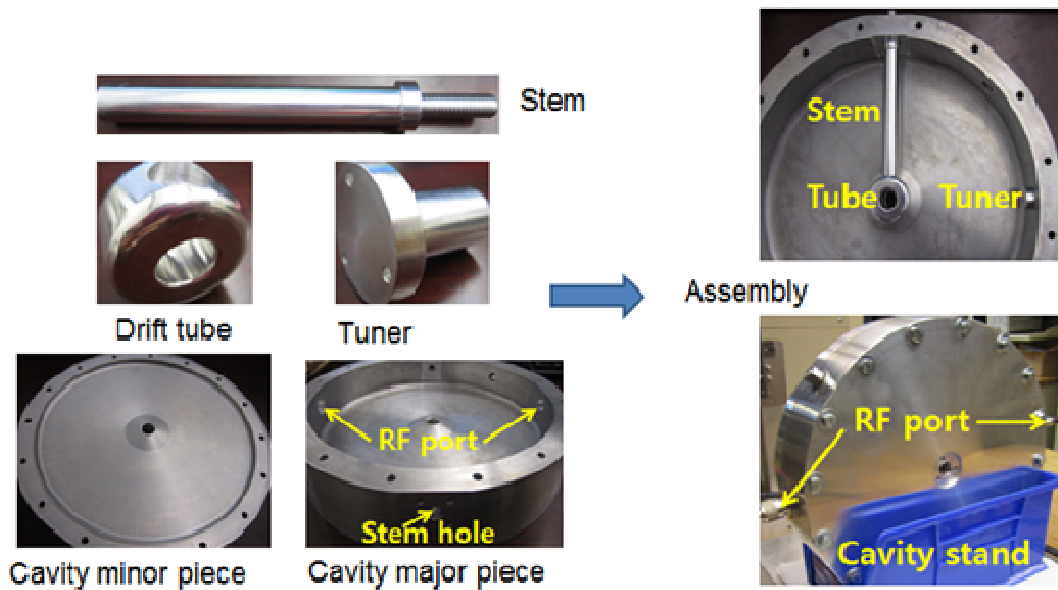 Stem
Drift tube
Tuner
RF port
Stem hole
Cavity minor piece
Cavity major piece
Assembly
Stem
Tube
Tuner
RF port
Cavity stand